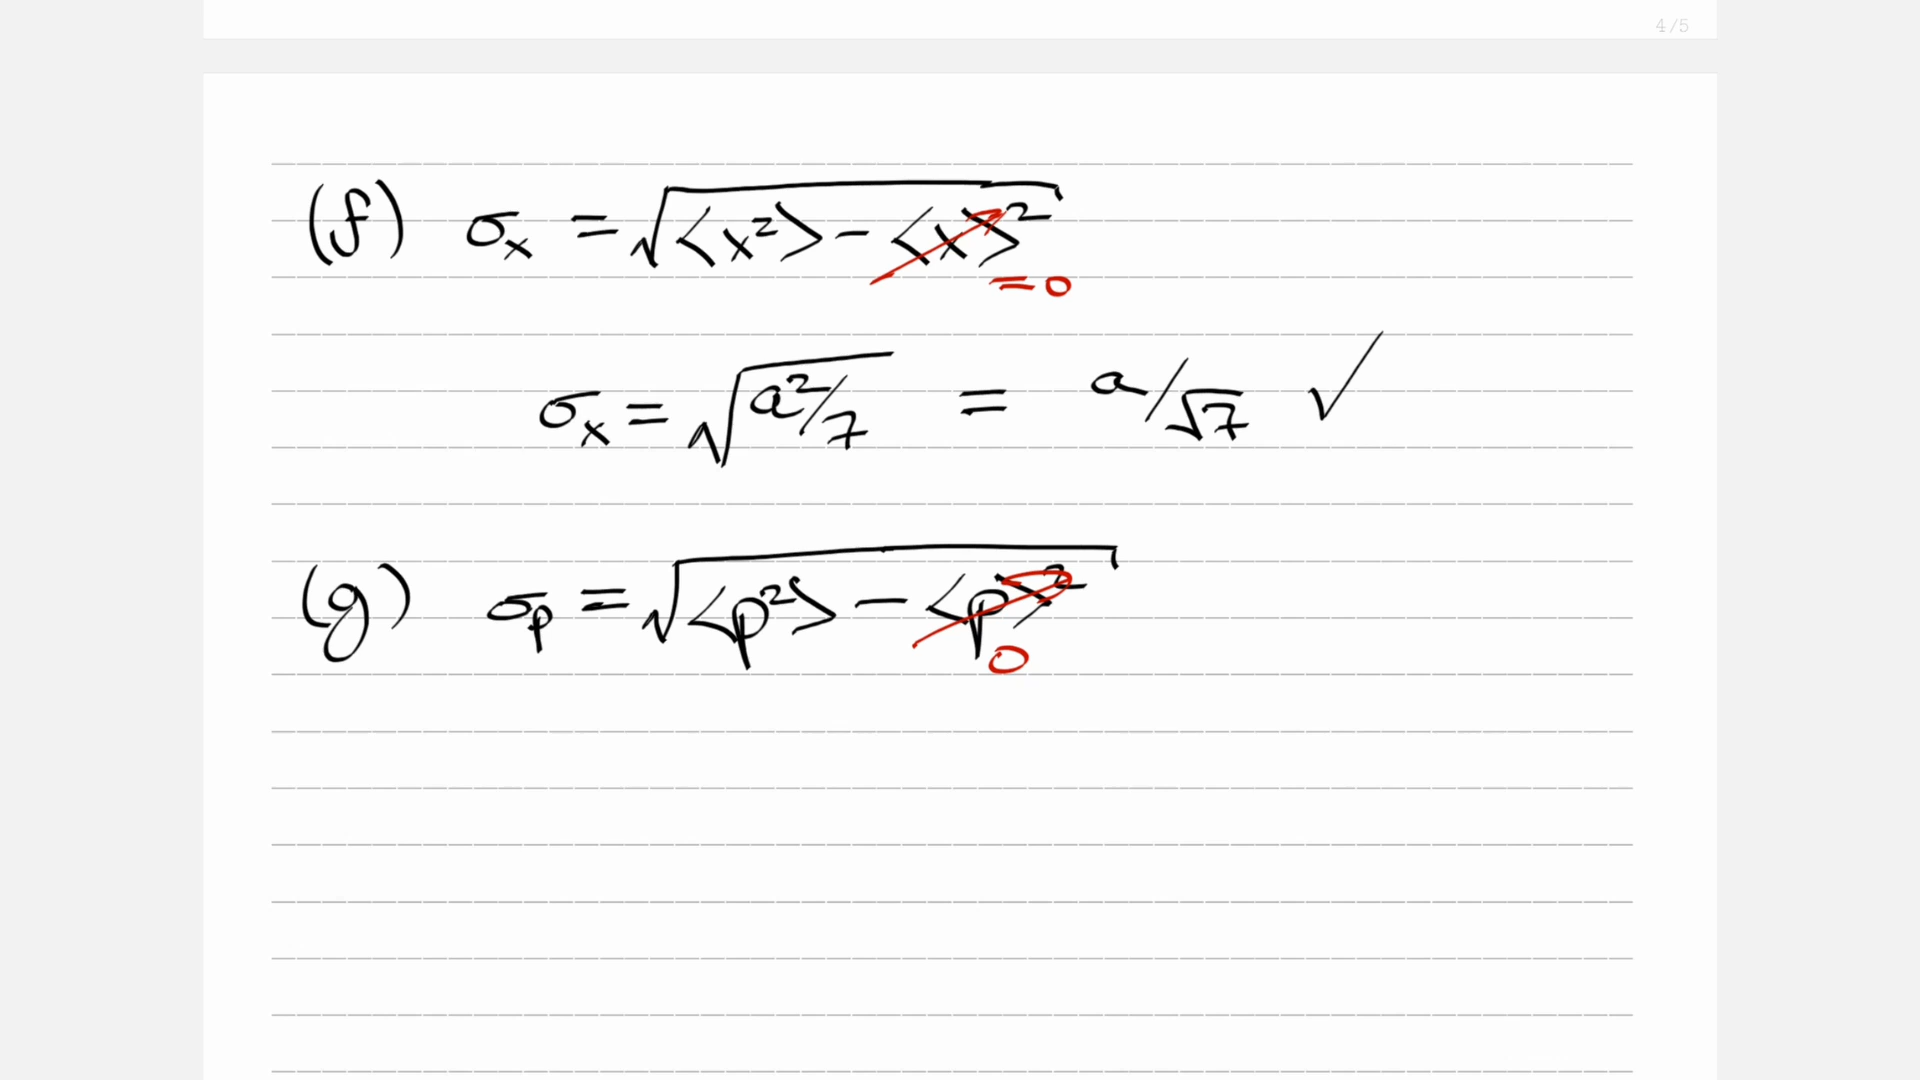 4/5
(f) σₓ = √(⟨x²⟩ - ⟨x⟩²)
= 0
σₓ = √(a²/7) = a/√7 ✓
(g) σₚ = √(⟨p²⟩ - ⟨p⟩²)
0